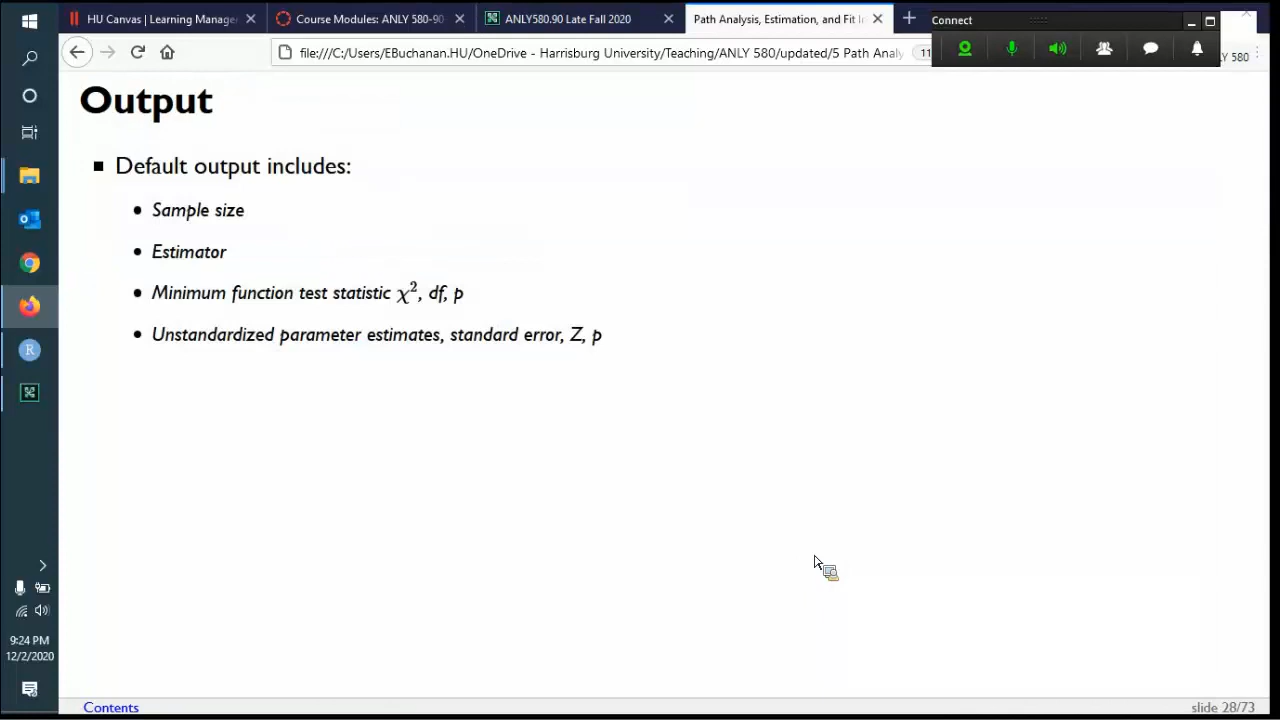 HU Canvas | Learning Manage
Course Modules: ANLY 580-90
ANLY580.90 Late Fall 2020
Path Analysis, Estimation, and Fit I
Connect
file:///C:/Users/EBuchanan.HU/OneDrive - Harrisburg University/Teaching/ANLY 580/updated/5 Path Analy
11
LY 580
Output
Default output includes:
Sample size
Estimator
Minimum function test statistic χ², df, p
Unstandardized parameter estimates, standard error, Z, p
9:24 PM
12/2/2020
Contents
slide 28/73